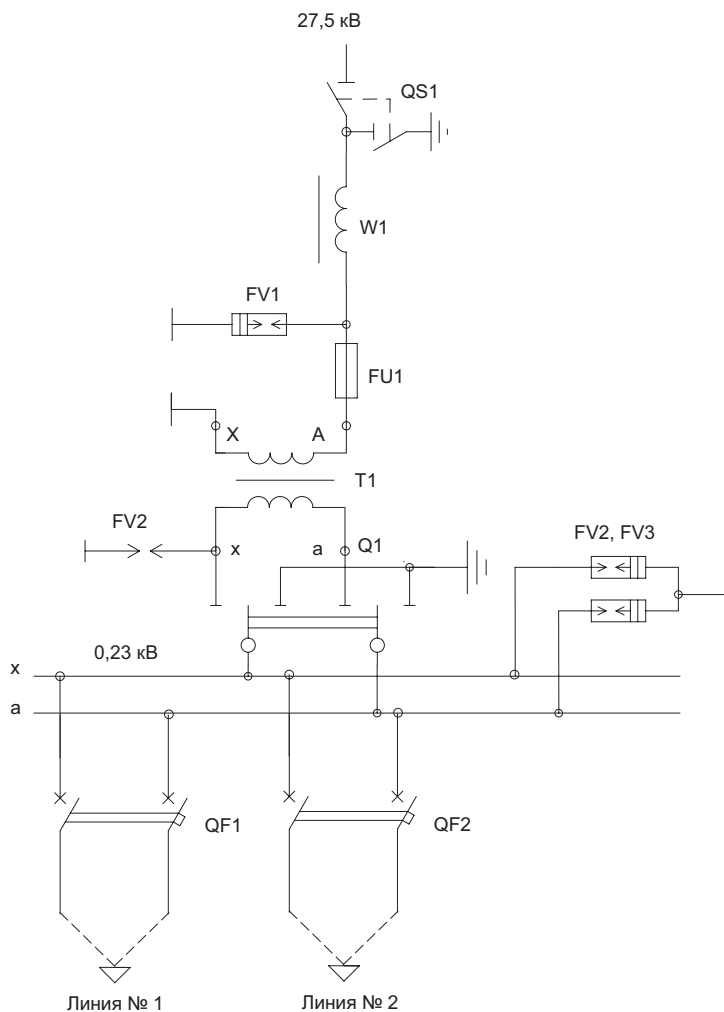 27,5 кВ
QS1
W1
FV1
FU1
X
A
T1
FV2
x
a
Q1
FV2, FV3
0,23 кВ
x
a
QF1
QF2
Линия № 1
Линия № 2